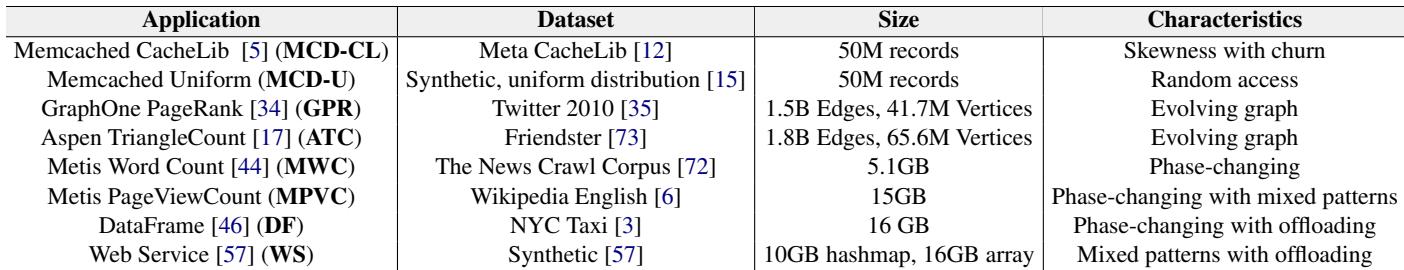 Application Dataset Size Characteristics
Memcached CacheLib [5] (MCD-CL) Meta CacheLib [12] 50M records Skewness with churn
Memcached Uniform (MCD-U) Synthetic, uniform distribution [15] 50M records Random access
GraphOne PageRank [34] (GPR) Twitter 2010 [35] 1.5B Edges, 41.7M Vertices Evolving graph
Aspen TriangleCount [17] (ATC) Friendster [73] 1.8B Edges, 65.6M Vertices Evolving graph
Metis Word Count [44] (MWC) The News Crawl Corpus [72] 5.1GB Phase-changing
Metis PageViewCount (MPVC) Wikipedia English [6] 15GB Phase-changing with mixed patterns
DataFrame [46] (DF) NYC Taxi [3] 16 GB Phase-changing with offloading
Web Service [57] (WS) Synthetic [57] 10GB hashmap, 16GB array Mixed patterns with offloading